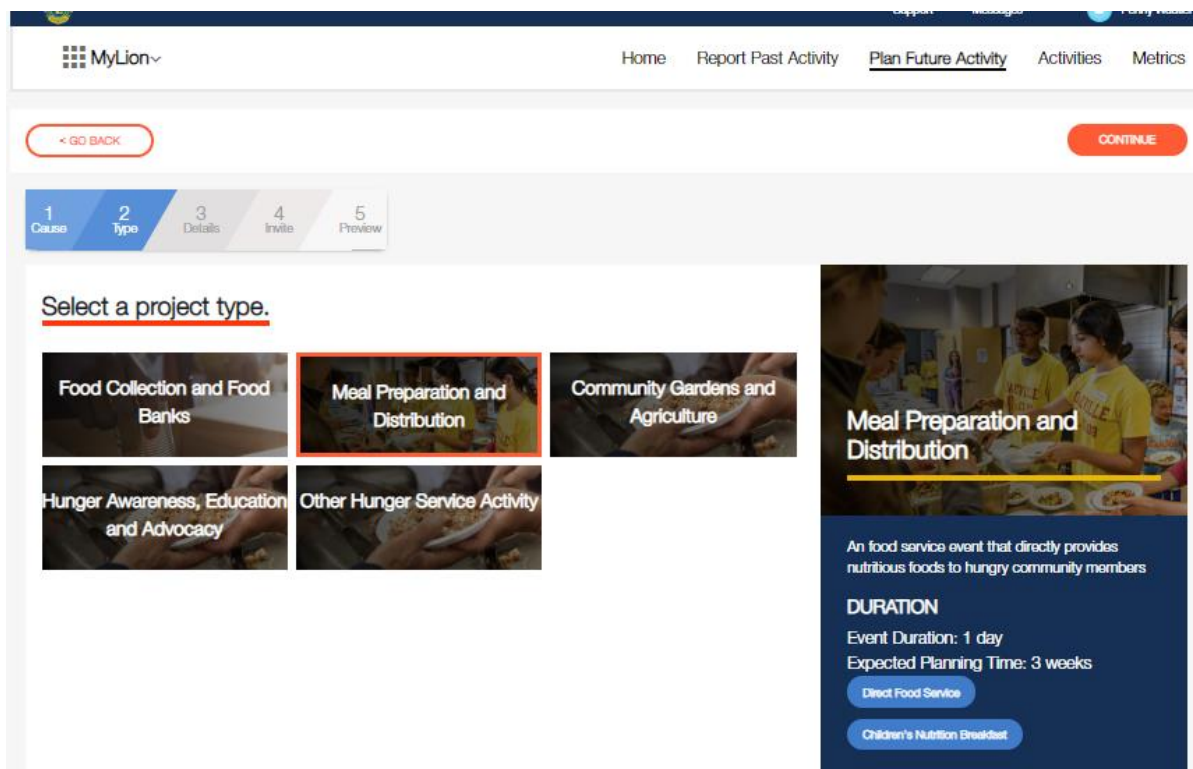 Support Messages
MyLion
Home Report Past Activity Plan Future Activity Activities Metrics
< GO BACK
CONTINUE
1 2 3 4 5
Cause Type Details Invite Preview
Select a project type.
Food Collection and Food
Banks
Meal Preparation and
Distribution
Community Gardens and
Agriculture
Hunger Awareness, Education
and Advocacy
Other Hunger Service Activity
Meal Preparation and
Distribution
An food service event that directly provides
nutritious foods to hungry community members
DURATION
Event Duration: 1 day
Expected Planning Time: 3 weeks
Direct Food Service
Children's Nutrition Breakfast